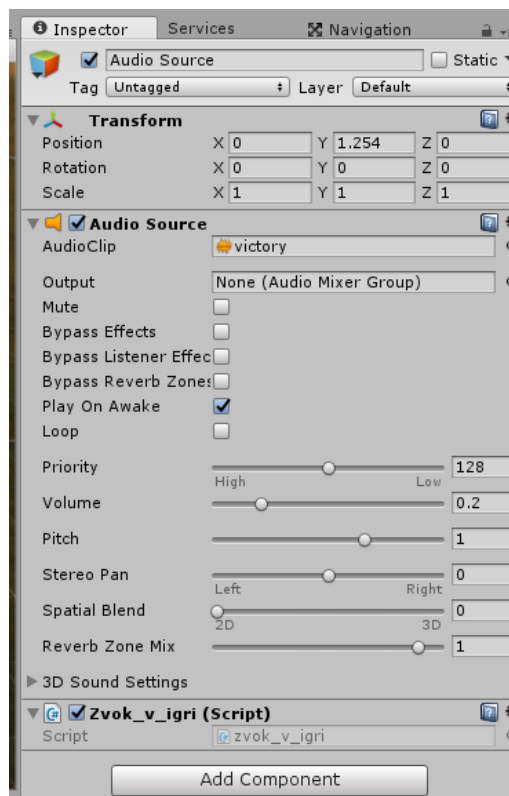 Inspector Services Navigation
Audio Source Static
Tag Untagged Layer Default
Transform
Position X 0 Y 1.254 Z 0
Rotation X 0 Y 0 Z 0
Scale X 1 Y 1 Z 1
Audio Source
AudioClip victory
Output None (Audio Mixer Group)
Mute
Bypass Effects
Bypass Listener Effec
Bypass Reverb Zones
Play On Awake
Loop
Priority 128
High Low
Volume 0.2
Pitch 1
Stereo Pan 0
Left Right
Spatial Blend 0
2D 3D
Reverb Zone Mix 1
3D Sound Settings
Zvok_v_igri (Script)
Script zvok_v_igri
Add Component